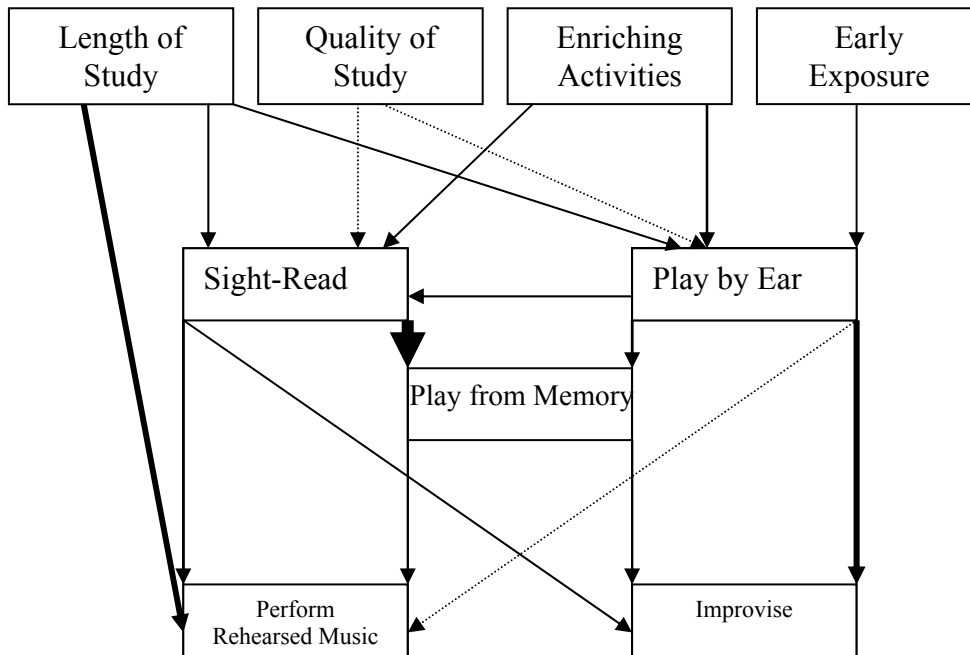 Length of
Study
Quality of
Study
Enriching
Activities
Early
Exposure
Sight-Read
Play by Ear
Play from Memory
Perform
Rehearsed Music
Improvise